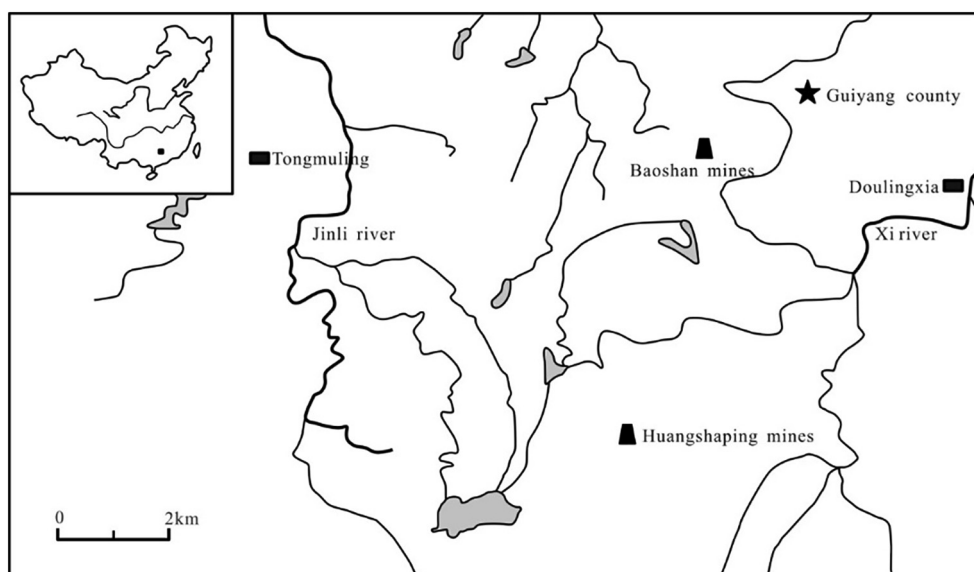 Guiyang county
Tongmuling
Baoshan mines
Doulingxia
Jinli river
Xi river
Huangshaping mines
0 2km